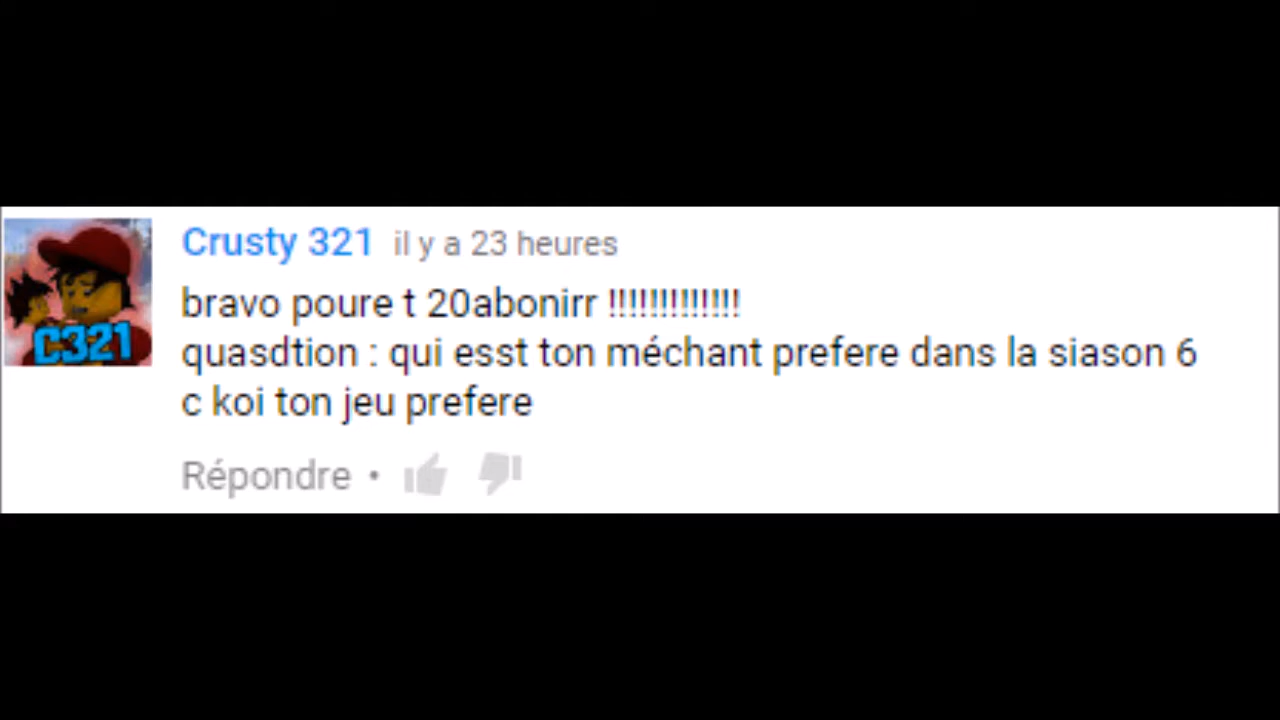 Crusty 321 il y a 23 heures
bravo poure t 20abonirr !!!!!!!!!!!!!
quasdtion : qui esst ton méchant prefere dans la siason 6
c koi ton jeu prefere
Répondre •
C321